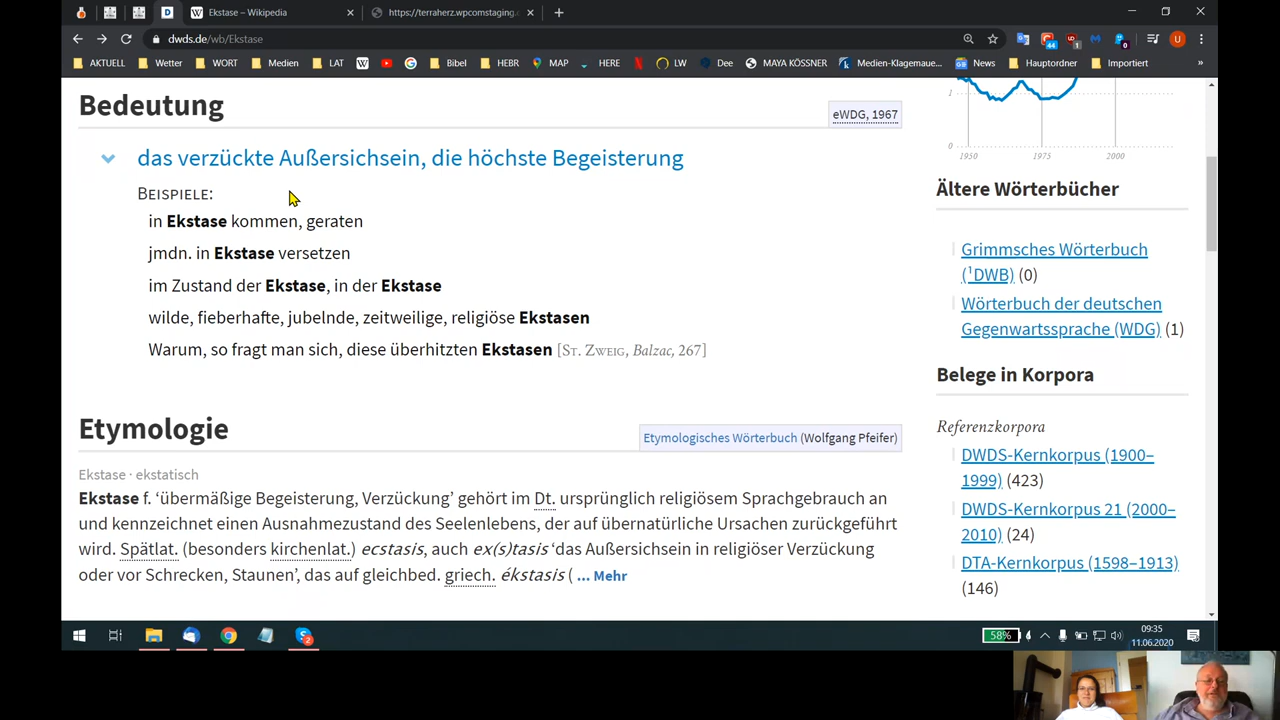 Ekstase – Wikipedia
https://terraherz.wpcomstaging.c
dwds.de/wb/Ekstase
AKTUELL
Wetter
WORT
Medien
LAT
Bibel
HEBR
MAP
HERE
LW
Dee
MAYA KÖSSNER
Medien-Klagemaue...
News
Hauptordner
Importiert
»
Bedeutung
eWDG, 1967
das verzückte Außersichsein, die höchste Begeisterung
BEISPIELE:
in Ekstase kommen, geraten
jmdn. in Ekstase versetzen
im Zustand der Ekstase, in der Ekstase
wilde, fieberhafte, jubelnde, zeitweilige, religiöse Ekstasen
Warum, so fragt man sich, diese überhitzten Ekstasen [ST. ZWEIG, Balzac, 267]
Etymologie
Etymologisches Wörterbuch (Wolfgang Pfeifer)
Ekstase · ekstatisch
Ekstase f. ‘übermäßige Begeisterung, Verzückung’ gehört im Dt. ursprünglich religiösem Sprachgebrauch an
und kennzeichnet einen Ausnahmezustand des Seelenlebens, der auf übernatürliche Ursachen zurückgeführt
wird. Spätlat. (besonders kirchenlat.) ecstasis, auch ex(s)tasis ‘das Außersichsein in religiöser Verzückung
oder vor Schrecken, Staunen’, das auf gleichbed. griech. ékstasis ( ... Mehr
1
0
1950 1975 2000
Ältere Wörterbücher
Grimmsches Wörterbuch
(¹DWB) (0)
Wörterbuch der deutschen
Gegenwartssprache (WDG) (1)
Belege in Korpora
Referenzkorpora
DWDS-Kernkorpus (1900–
1999) (423)
DWDS-Kernkorpus 21 (2000–
2010) (24)
DTA-Kernkorpus (1598–1913)
(146)
58%
09:35
11.06.2020